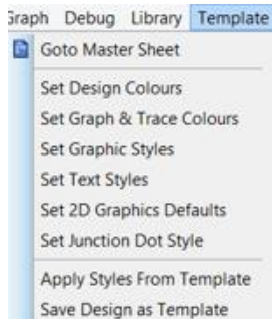 Graph Debug Library Template
Goto Master Sheet
Set Design Colours
Set Graph & Trace Colours
Set Graphic Styles
Set Text Styles
Set 2D Graphics Defaults
Set Junction Dot Style
Apply Styles From Template
Save Design as Template